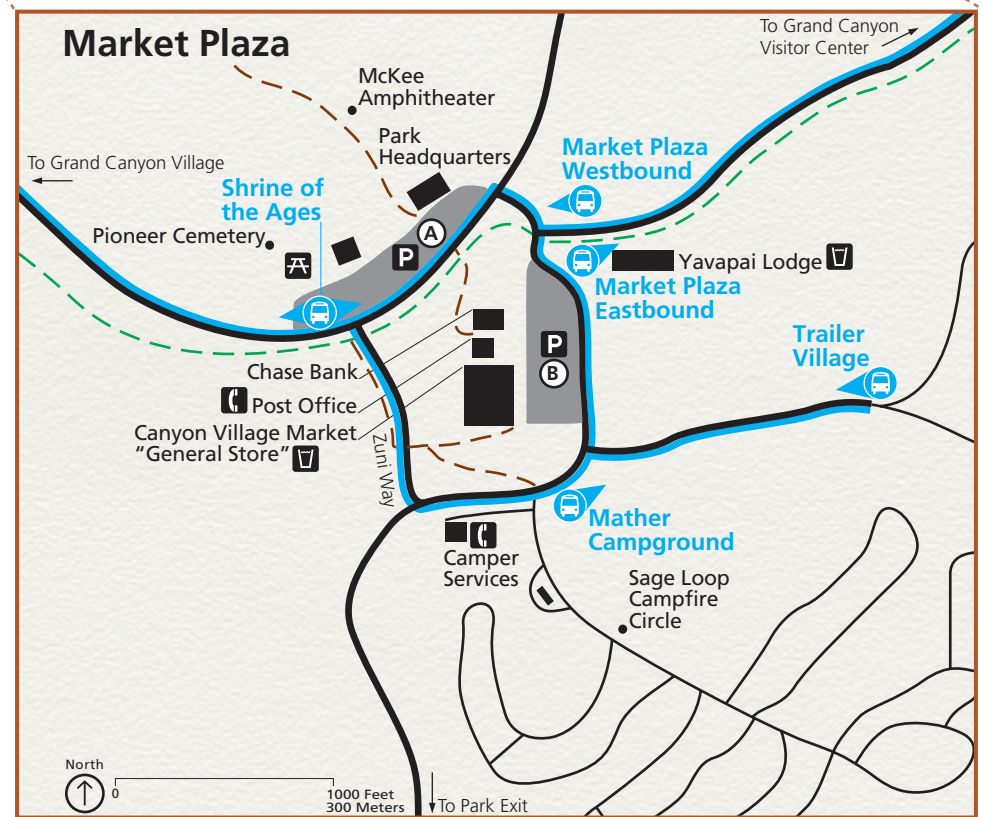 Market Plaza
To Grand Canyon
Visitor Center
McKee
Amphitheater
Park
Headquarters
Market Plaza
Westbound
To Grand Canyon Village
Shrine of
the Ages
Pioneer Cemetery
A
P
Yavapai Lodge
Market Plaza
Eastbound
Trailer
Village
P
B
Chase Bank
Post Office
Canyon Village Market
“General Store”
Zuni Way
Mather
Campground
Camper
Services
Sage Loop
Campfire
Circle
North
0
1000 Feet
300 Meters
To Park Exit